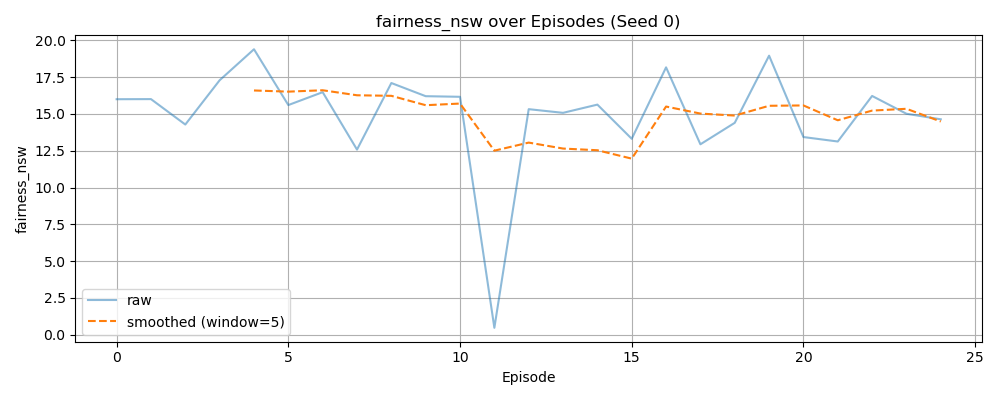 fairness_nsw over Episodes (Seed 0)
20.0
17.5
15.0
12.5
10.0
7.5
5.0
2.5
0.0
fairness_nsw
raw
smoothed (window=5)
0 5 10 15 20 25
Episode